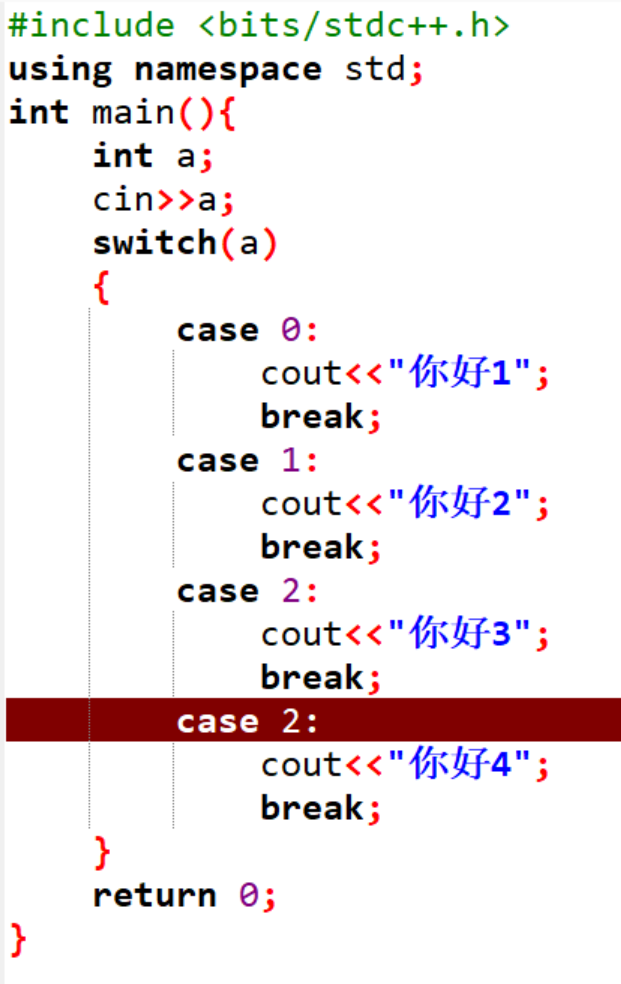 #include <bits/stdc++.h>
using namespace std;
int main(){
    int a;
    cin>>a;
    switch(a)
    {
        case 0:
            cout<<"你好1";
            break;
        case 1:
            cout<<"你好2";
            break;
        case 2:
            cout<<"你好3";
            break;
        case 2:
            cout<<"你好4";
            break;
    }
    return 0;
}